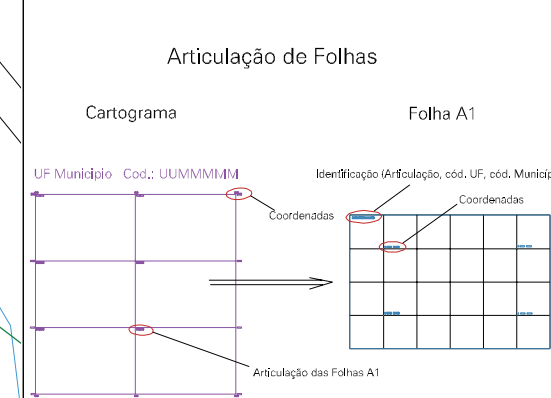 Articulação de Folhas
Cartograma
Folha A1
UF Municipio Cod.: UUMMMMM
Identificação (Articulação, cód. UF, cód. Municíp
Coordenadas
Coordenadas
Articulação das Folhas A1